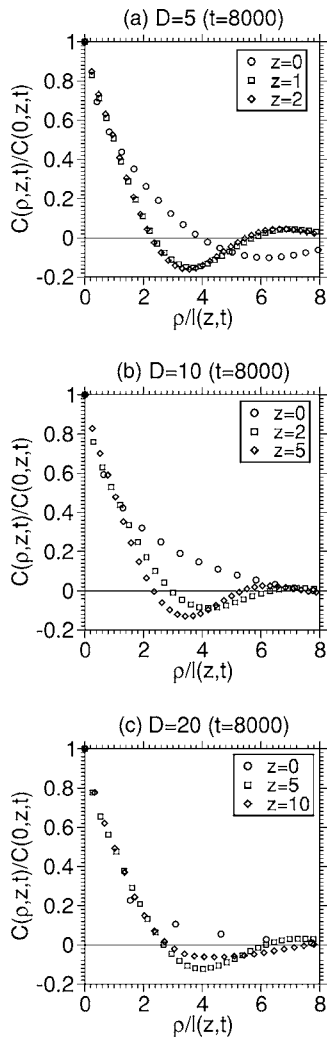 (a) D=5 (t=8000)
1
0.8
0.6
0.4
0.2
0
-0.2
C(ρ,z,t)/C(0,z,t)
z=0
z=1
z=2
0 2 4 6 8
ρ/l(z,t)
(b) D=10 (t=8000)
1
0.8
0.6
0.4
0.2
0
-0.2
C(ρ,z,t)/C(0,z,t)
z=0
z=2
z=5
0 2 4 6 8
ρ/l(z,t)
(c) D=20 (t=8000)
1
0.8
0.6
0.4
0.2
0
-0.2
C(ρ,z,t)/C(0,z,t)
z=0
z=5
z=10
0 2 4 6 8
ρ/l(z,t)